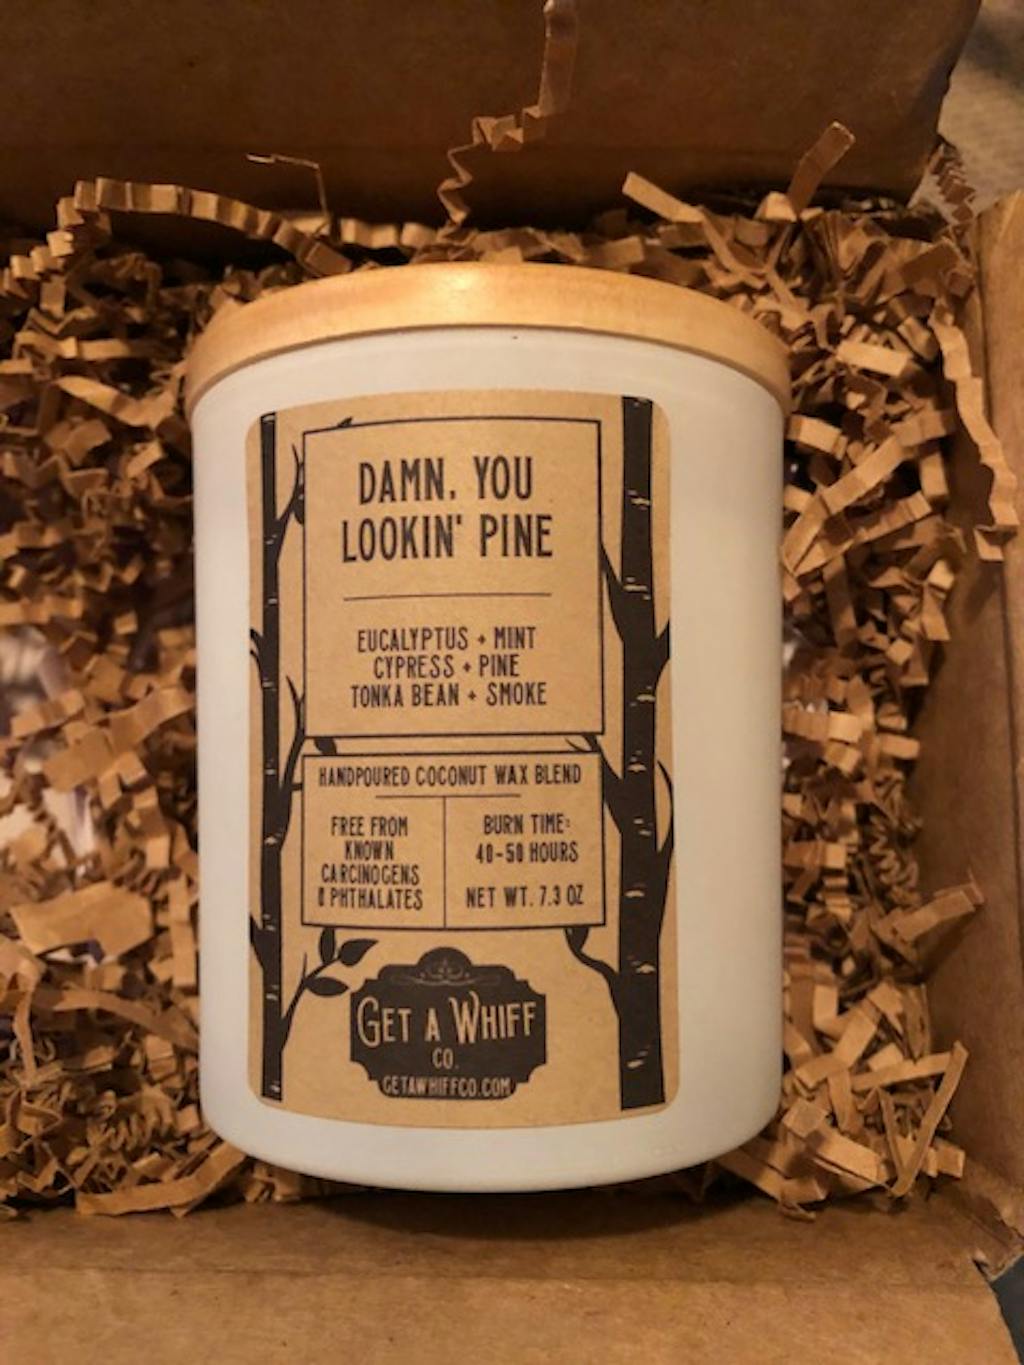 DAMN, YOU
LOOKIN' PINE
EUCALYPTUS + MINT
CYPRESS + PINE
TONKA BEAN + SMOKE
HANDPOURED COCONUT WAX BLEND
FREE FROM
KNOWN
CARCINOGENS
& PHTHALATES
BURN TIME:
40-50 HOURS
NET WT. 7.3 OZ
GET A WHIFF
CO.
GETAWHIFFCO.COM